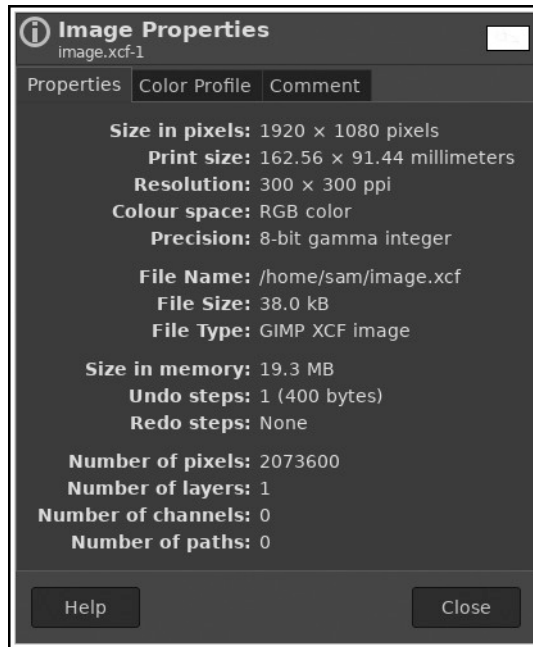 Image Properties
image.xcf-1
Properties Color Profile Comment
Size in pixels: 1920 × 1080 pixels
Print size: 162.56 × 91.44 millimeters
Resolution: 300 × 300 ppi
Colour space: RGB color
Precision: 8-bit gamma integer
File Name: /home/sam/image.xcf
File Size: 38.0 kB
File Type: GIMP XCF image
Size in memory: 19.3 MB
Undo steps: 1 (400 bytes)
Redo steps: None
Number of pixels: 2073600
Number of layers: 1
Number of channels: 0
Number of paths: 0
Help Close